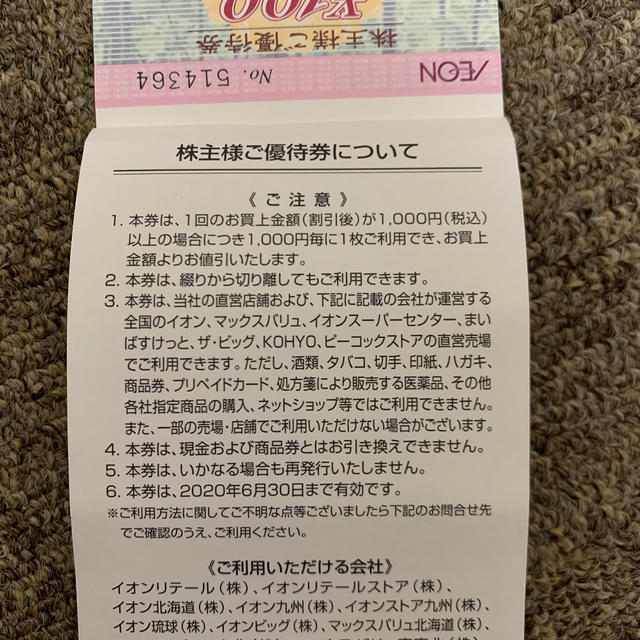 ¥100
株主様ご優待券
No. 514364
ÆON
株主様ご優待券について
《ご注意》
1. 本券は、1回のお買上金額(割引後)が1,000円(税込)
以上の場合につき1,000円毎に1枚ご利用でき、お買上
金額よりお値引いたします。
2. 本券は、綴りから切り離してもご利用できます。
3. 本券は、当社の直営店舗および、下記に記載の会社が運営する
全国のイオン、マックスバリュ、イオンスーパーセンター、まい
ばすけっと、ザ・ビッグ、KOHYO、ピーコックストアの直営売場
でご利用できます。ただし、酒類、タバコ、切手、印紙、ハガキ、
商品券、プリペイドカード、処方箋により販売する医薬品、その他
各社指定商品の購入、ネットショップ等ではご利用できません。
また、一部の売場・店舗でご利用いただけない場合がございます。
4. 本券は、現金および商品券とはお引き換えできません。
5. 本券は、いかなる場合も再発行いたしません。
6. 本券は、2020年6月30日まで有効です。
※ご利用方法に関してご不明な点等ございましたら下記のお問合せ先
でご確認のうえ、ご利用ください。
《ご利用いただける会社》
イオンリテール(株)、イオンリテールストア(株)、
イオン北海道(株)、イオン九州(株)、イオンストア九州(株)、
イオン琉球(株)、イオンビッグ(株)、マックスバリュ北海道(株)、